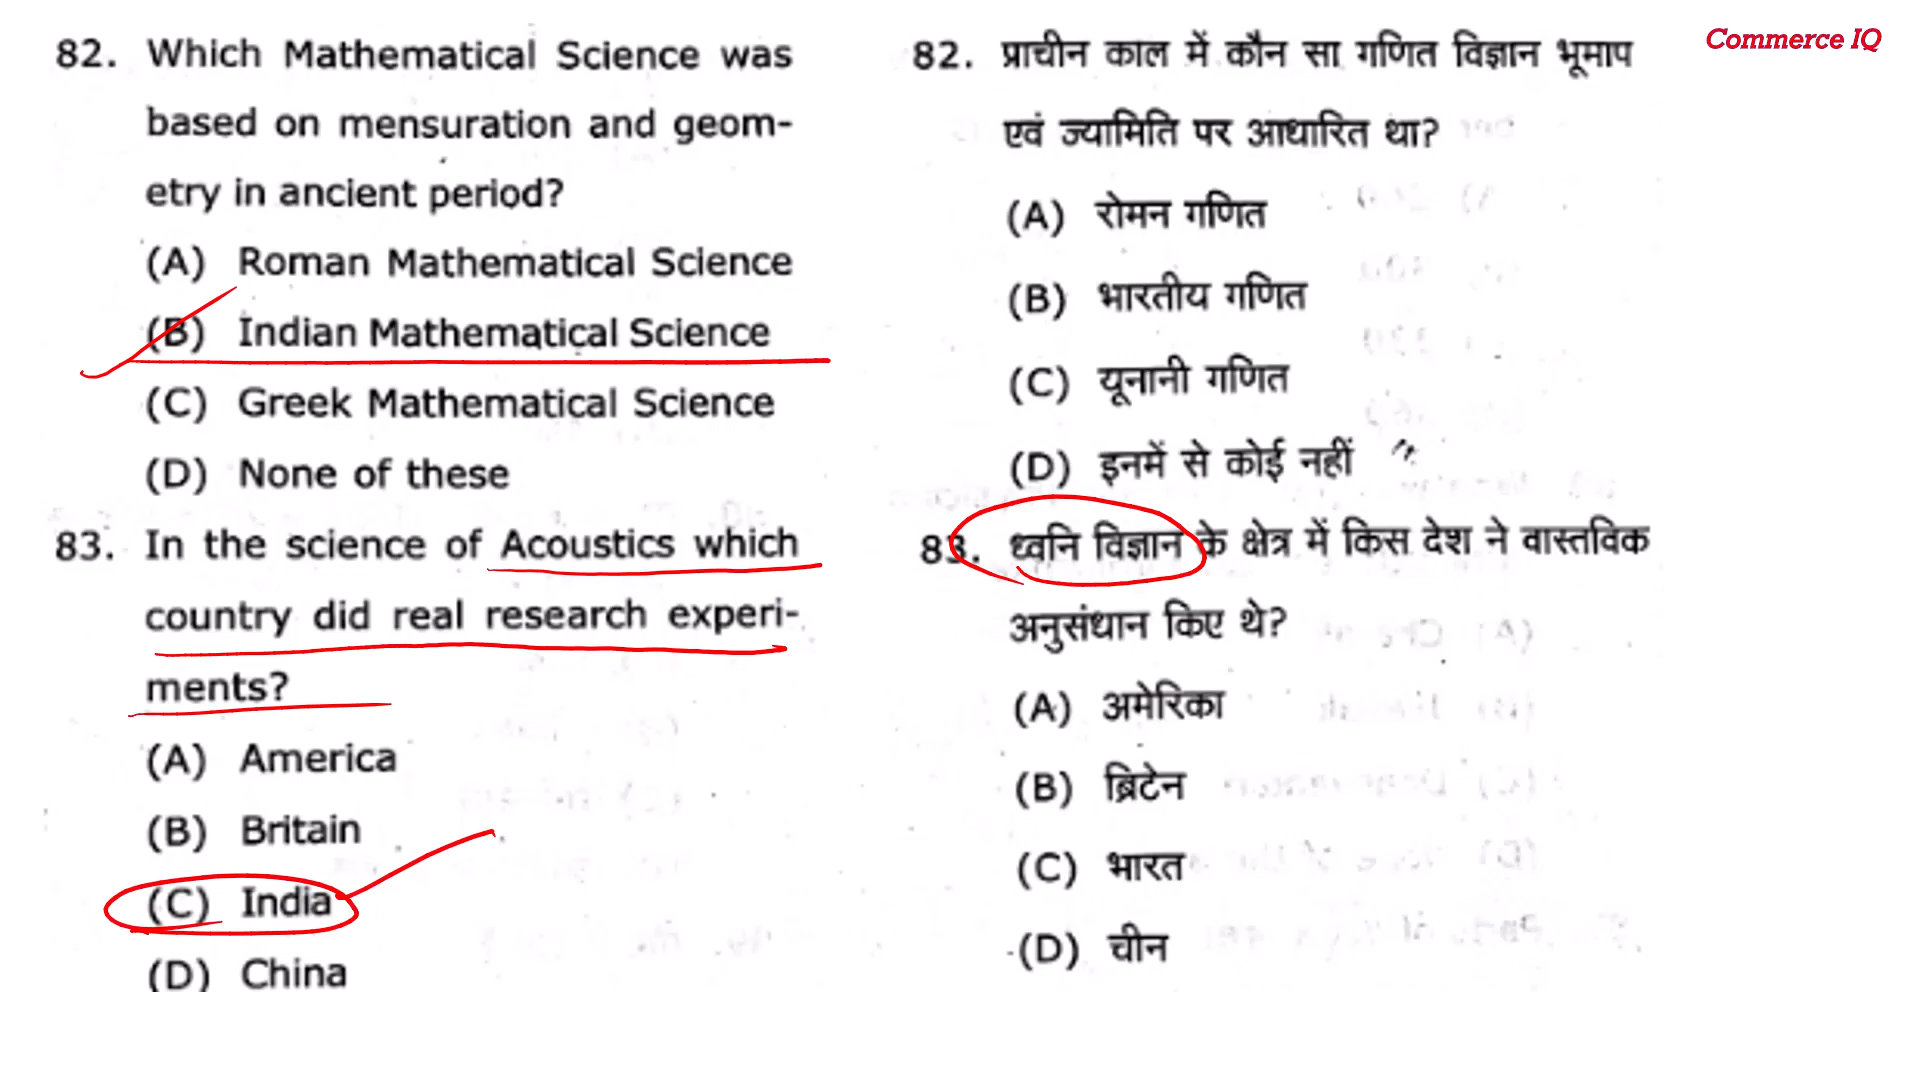 82. Which Mathematical Science was
based on mensuration and geom-
etry in ancient period?
(A) Roman Mathematical Science
(B) Indian Mathematical Science
(C) Greek Mathematical Science
(D) None of these
83. In the science of Acoustics which
country did real research experi-
ments?
(A) America
(B) Britain
(C) India
(D) China
82. प्राचीन काल में कौन सा गणित विज्ञान भूमाप
एवं ज्यामिति पर आधारित था?
(A) रोमन गणित
(B) भारतीय गणित
(C) यूनानी गणित
(D) इनमें से कोई नहीं
83. ध्वनि विज्ञान के क्षेत्र में किस देश ने वास्तविक
अनुसंधान किए थे?
(A) अमेरिका
(B) ब्रिटेन
(C) भारत
(D) चीन
Commerce IQ